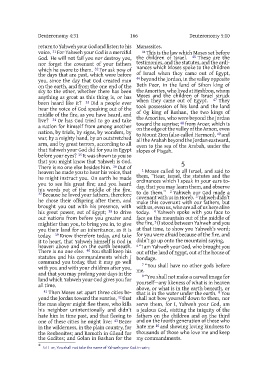 Deuteronomy 4:31
166
Deuteronomy 5:10
return to Yahweh your God and listen to his
voice. 31 For Yahweh your God is a merciful
God. He will not fail you nor destroy you,
nor forget the covenant of your fathers
which he swore to them. 32 For ask now of
the days that are past, which were before
you, since the day that God created man
on the earth, and from the one end of the
sky to the other, whether there has been
anything as great as this thing is, or has
been heard like it? 33 Did a people ever
hear the voice of God speaking out of the
middle of the fire, as you have heard, and
live? 34 Or has God tried to go and take
a nation for himself from among another
nation, by trials, by signs, by wonders, by
war, by a mighty hand, by an outstretched
arm, and by great terrors, according to all
that Yahweh your God did for you in Egypt
before your eyes? 35 It was shown to you so
that you might know that Yahweh is God.
There is no one else besides him. 36 Out of
heaven he made you to hear his voice, that
he might instruct you. On earth he made
you to see his great fire; and you heard
his words out of the middle of the fire.
37 Because he loved your fathers, therefore
he chose their offspring after them, and
brought you out with his presence, with
his great power, out of Egypt; 38 to drive
out nations from before you greater and
mightier than you, to bring you in, to give
you their land for an inheritance, as it is
today. 39 Know therefore today, and take
it to heart, that Yahweh himself is God in
heaven above and on the earth beneath.
There is no one else. 40 You shall keep his
statutes and his commandments which I
command you today, that it may go well
with you and with your children after you,
and that you may prolong your days in the
land which Yahweh your God gives you for
all time.
41 Then Moses set apart three cities be-
yond the Jordan toward the sunrise, 42 that
the man slayer might flee there, who kills
his neighbor unintentionally and didn't
hate him in time past, and that fleeing to
one of these cities he might live: 43 Bezer
in the wilderness, in the plain country, for
the Reubenites; and Ramoth in Gilead for
the Gadites; and Golan in Bashan for the
Manassites.
44 This is the law which Moses set before
the children of Israel. 45 These are the
testimonies, and the statutes, and the ordi-
nances which Moses spoke to the children
of Israel when they came out of Egypt,
46 beyond the Jordan, in the valley opposite
Beth Peor, in the land of Sihon king of
the Amorites, who lived at Heshbon, whom
Moses and the children of Israel struck
when they came out of Egypt. 47 They
took possession of his land and the land
of Og king of Bashan, the two kings of
the Amorites, who were beyond the Jordan
toward the sunrise; 48 from Aroer, which is
on the edge of the valley of the Arnon, even
to Mount Sion (also called Hermon), 49 and
all the Arabah beyond the Jordan eastward,
even to the sea of the Arabah, under the
slopes of Pisgah.
5
1 Moses called to all Israel, and said to
them, "Hear, Israel, the statutes and the
ordinances which I speak in your ears to-
day, that you may learn them, and observe
to do them." 2 Yahweh our God made a
covenant with us in Horeb. 3 Yahweh didn't
make this covenant with our fathers, but
with us, even us, who are all of us here alive
today. 4 Yahweh spoke with you face to
face on the mountain out of the middle of
the fire, 5 (I stood between Yahweh and you
at that time, to show you Yahweh's word;
for you were afraid because of the fire, and
didn't go up onto the mountain) saying,
6 "I am Yahweh your God, who brought you
out of the land of Egypt, out of the house of
bondage.
7 "You shall have no other gods before
me.
8 "You shall not make a carved image for
yourself—any likeness of what is in heaven
above, or what is in the earth beneath, or
that is in the water under the earth. 9 You
shall not bow yourself down to them, nor
serve them, for I, Yahweh your God, am
a jealous God, visiting the iniquity of the
fathers on the children and on the third
and on the fourth generation of those who
hate me 10 and showing loving kindness to
thousands of those who love me and keep
my commandments.